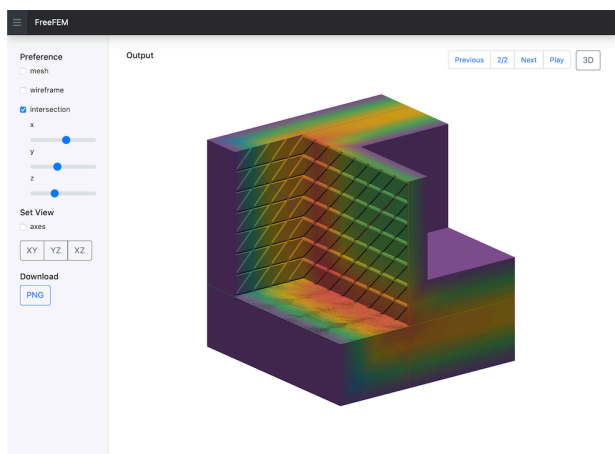 FreeFEM
Preference
mesh
wireframe
intersection
x
y
z
Set View
axes
XY YZ XZ
Download
PNG
Output
Previous 2/2 Next Play 3D